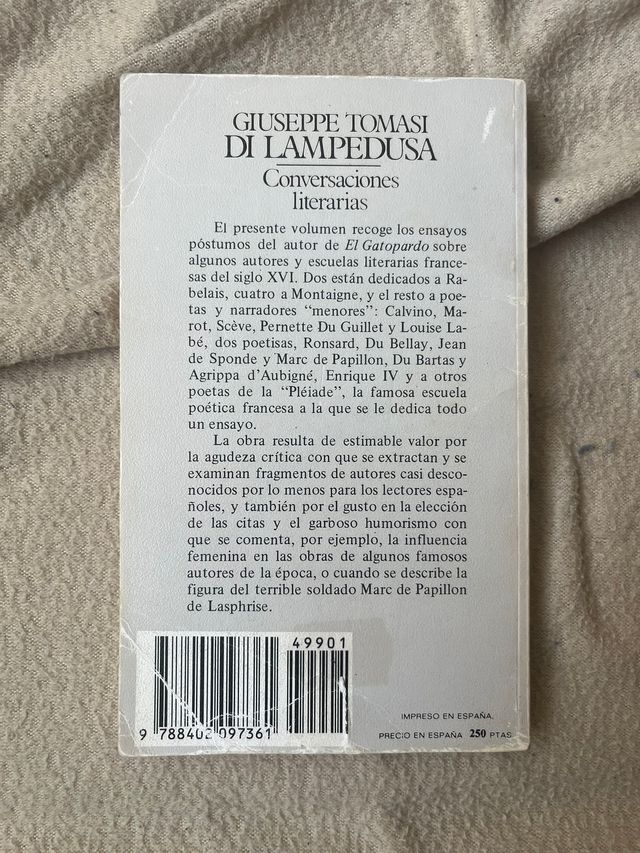 GIUSEPPE TOMASI
DI LAMPEDUSA
Conversaciones
literarias
El presente volumen recoge los ensayos
póstumos del autor de El Gatopardo sobre
algunos autores y escuelas literarias france-
sas del siglo XVI. Dos están dedicados a Ra-
belais, cuatro a Montaigne, y el resto a poe-
tas y narradores “menores”: Calvino, Ma-
rot, Scève, Pernette Du Guillet y Louise La-
bé, dos poetisas, Ronsard, Du Bellay, Jean
de Sponde y Marc de Papillon, Du Bartas y
Agrippa d’Aubigné, Enrique IV y a otros
poetas de la “Pléiade”, la famosa escuela
poética francesa a la que se le dedica todo
un ensayo.
La obra resulta de estimable valor por
la agudeza crítica con que se extractan y se
examinan fragmentos de autores casi desco-
nocidos por lo menos para los lectores espa-
ñoles, y también por el gusto en la elección
de las citas y el garboso humorismo con
que se comenta, por ejemplo, la influencia
femenina en las obras de algunos famosos
autores de la época, o cuando se describe la
figura del terrible soldado Marc de Papillon
de Lasphrise.
49901
9 788402 097361
IMPRESO EN ESPAÑA.
PRECIO EN ESPAÑA 250 PTAS